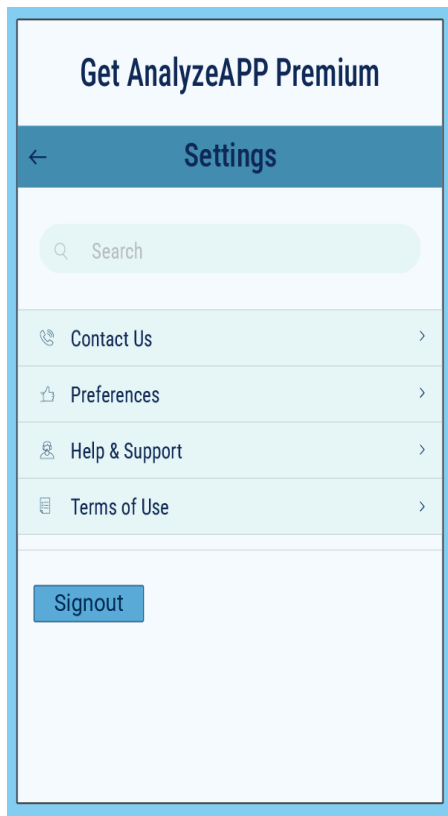 Get AnalyzeAPP Premium
Settings
Search
Contact Us
Preferences
Help & Support
Terms of Use
Signout